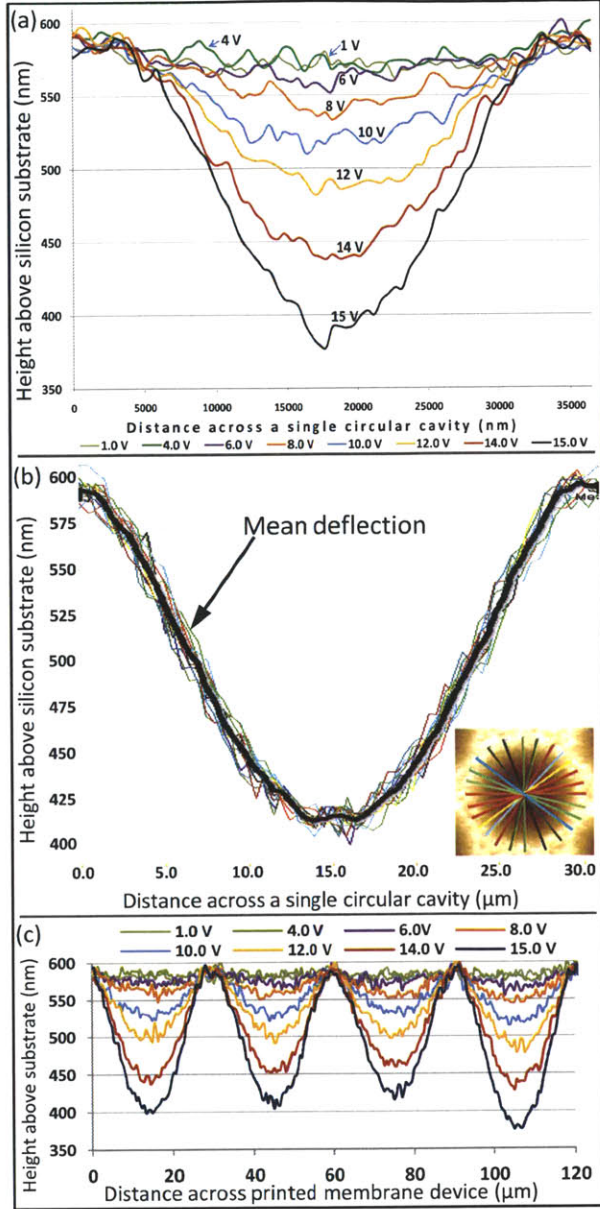 (a)
Height above silicon substrate (nm)
600
550
500
450
400
350
4 V
1 V
6 V
8 V
10 V
12 V
14 V
15 V
0 5000 10000 15000 20000 25000 30000 35000
Distance across a single circular cavity (nm)
1.0 V 4.0 V 6.0 V 8.0 V 10.0 V 12.0 V 14.0 V 15.0 V
(b)
Height above silicon substrate (nm)
600
575
550
525
500
475
450
425
400
Mean deflection
0.0 5.0 10.0 15.0 20.0 25.0 30.0
Distance across a single circular cavity (µm)
(c)
1.0 V 4.0 V 6.0V 8.0 V
10.0 V 12.0 V 14.0 V 15.0 V
Height above substrate (nm)
600
550
500
450
400
350
0 20 40 60 80 100 120
Distance across printed membrane device (µm)